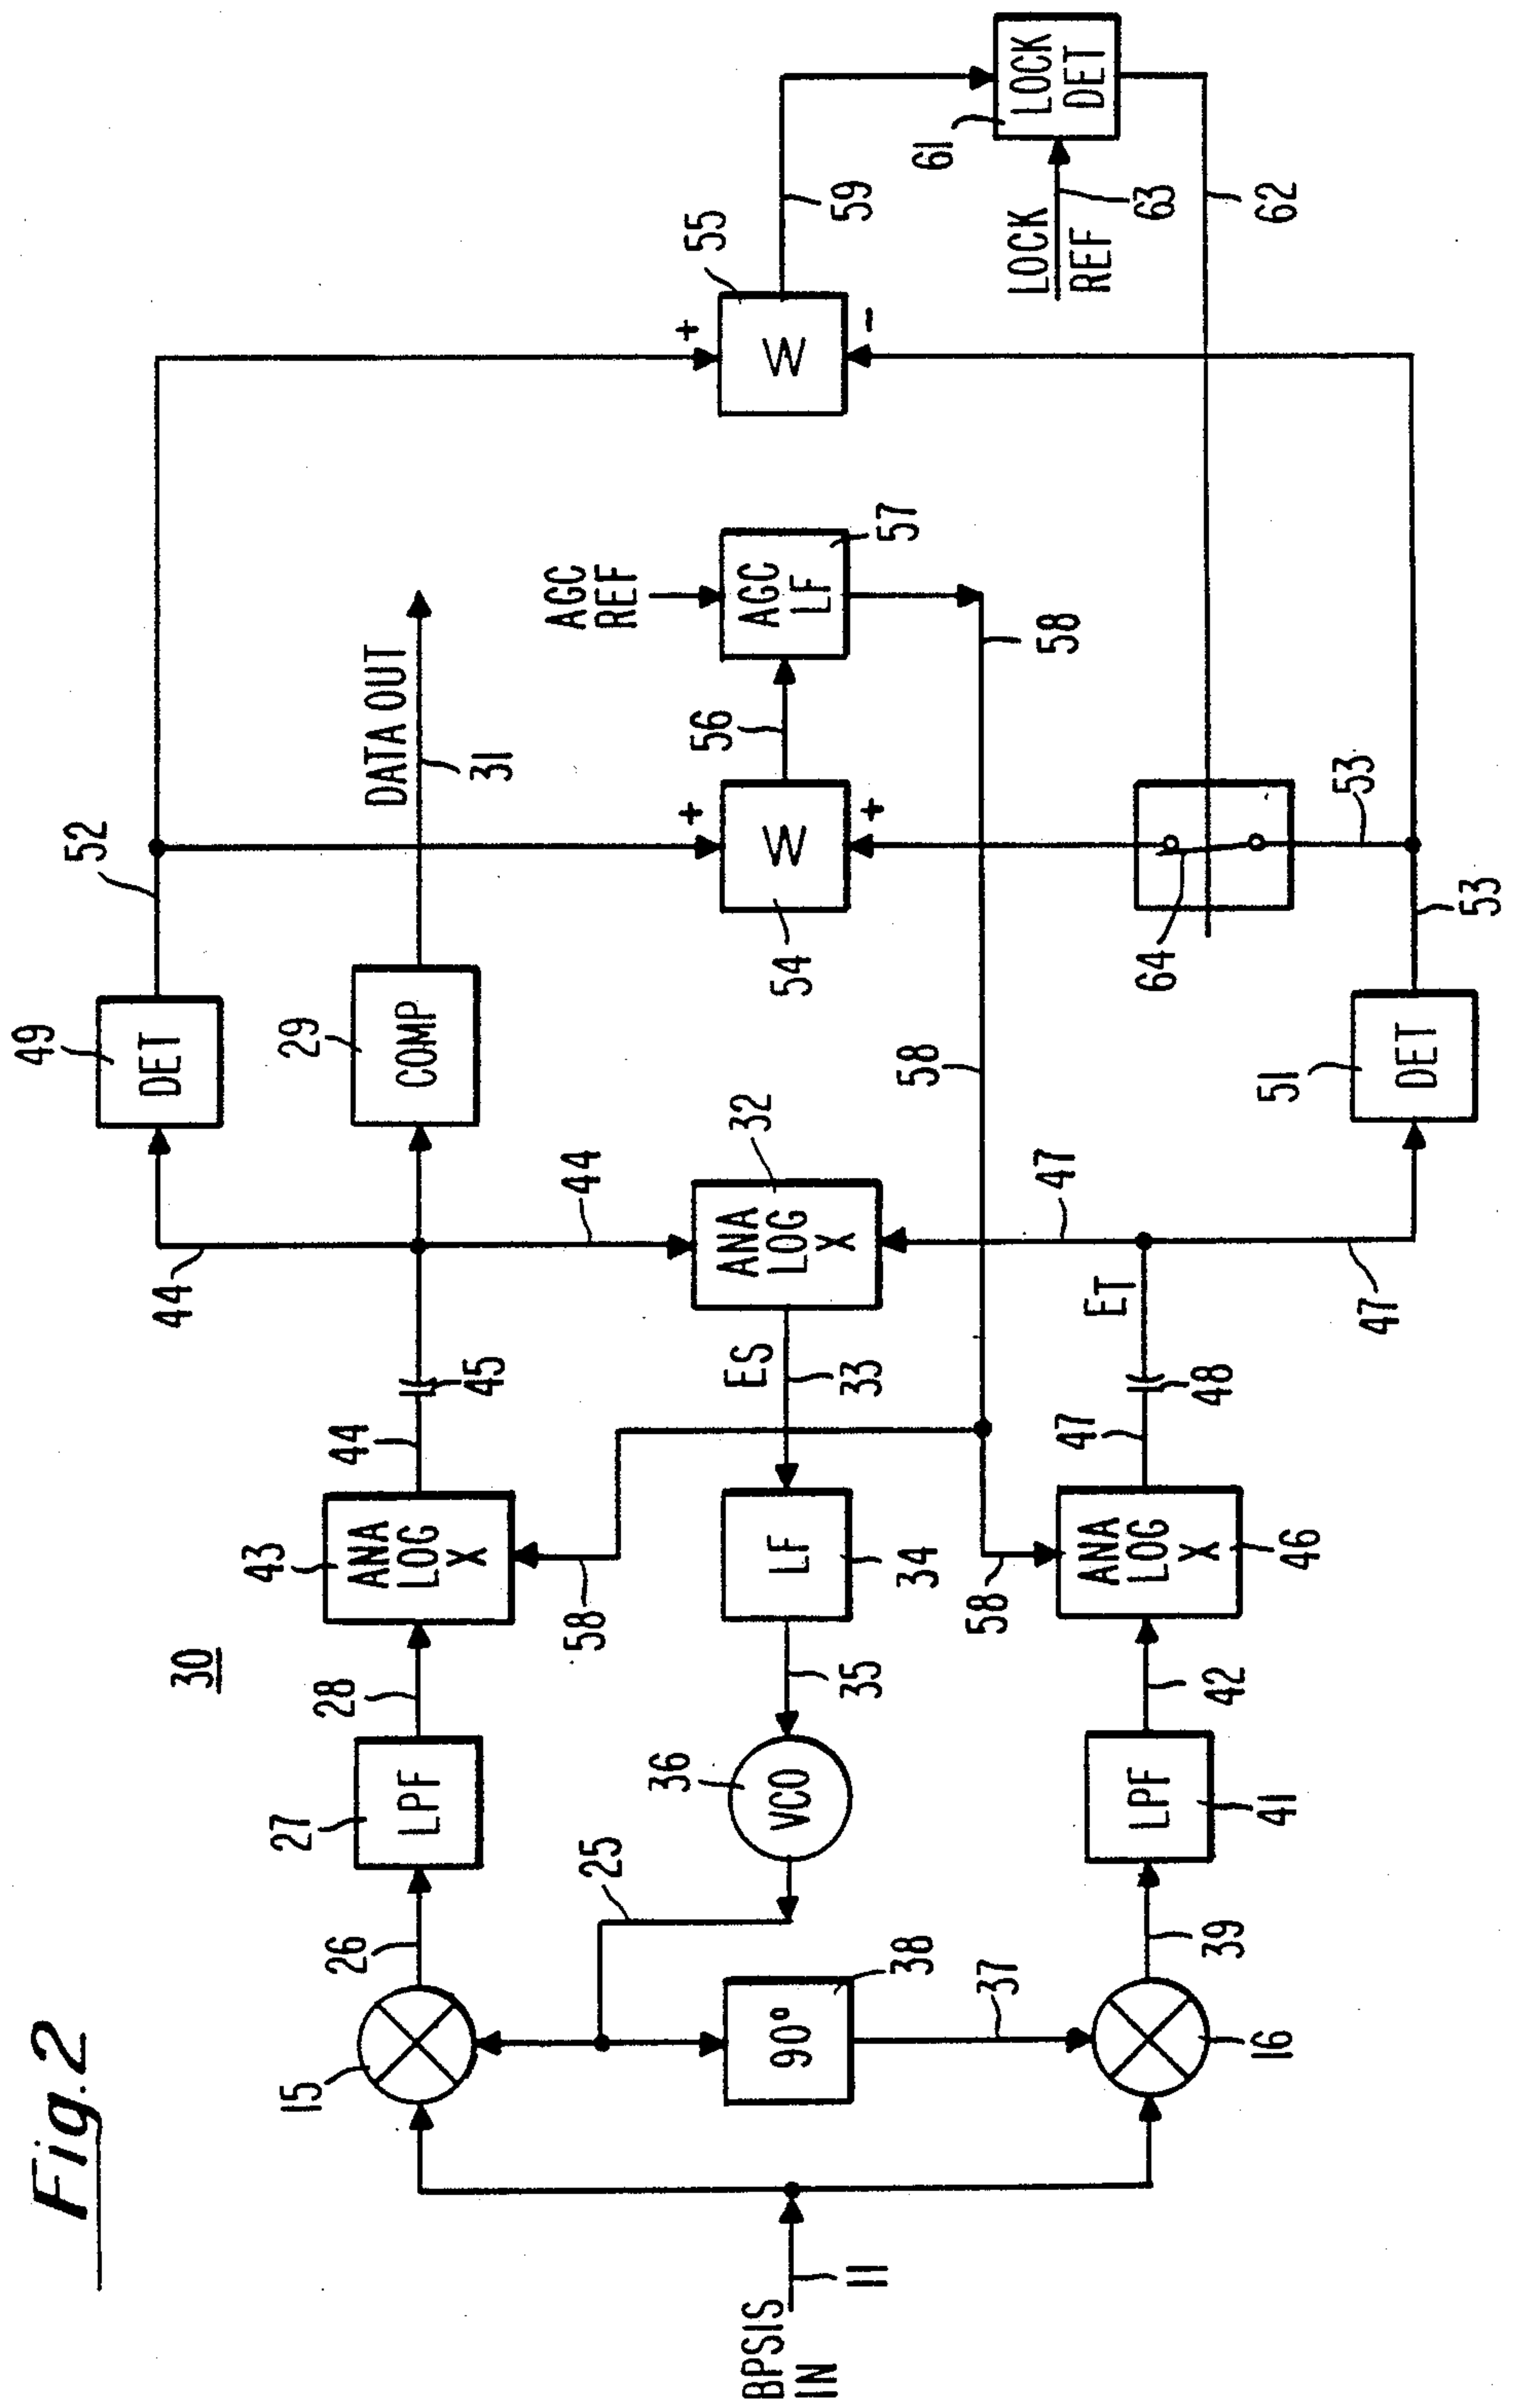 Fig.2
30
49
DET
52
44
15
26
27
LPF
28
43
ANA
LOG
X
44
45
29
COMP
DATA OUT
31
58
44
25
36
VCO
35
LF
34
ES
33
32
ANA
LOG
X
54
Σ
+
+
56
AGC
REF
AGC
LF
57
55
Σ
+
−
59
BPSIS
IN
11
90°
38
37
58
58
58
61
LOCK
DET
LOCK
REF
63
62
16
39
LPF
41
42
ANA
LOG
X
46
47
48
ET
47
64
53
47
51
DET
53